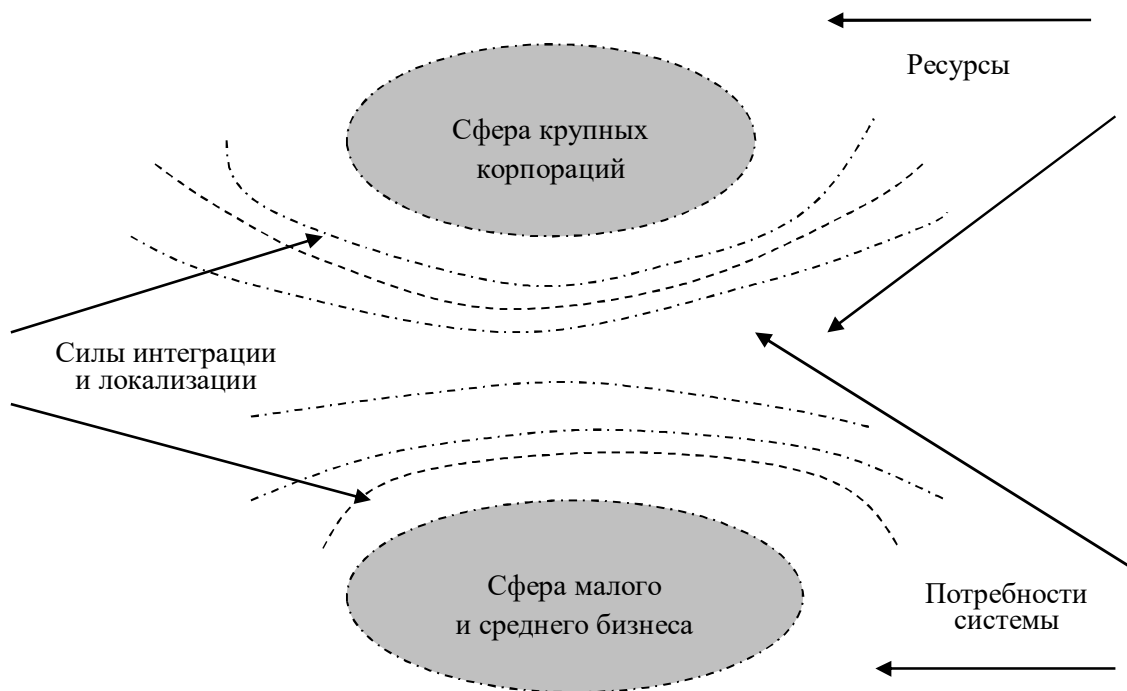 Ресурсы
Сфера крупных
корпораций
Силы интеграции
и локализации
Сфера малого
и среднего бизнеса
Потребности
системы